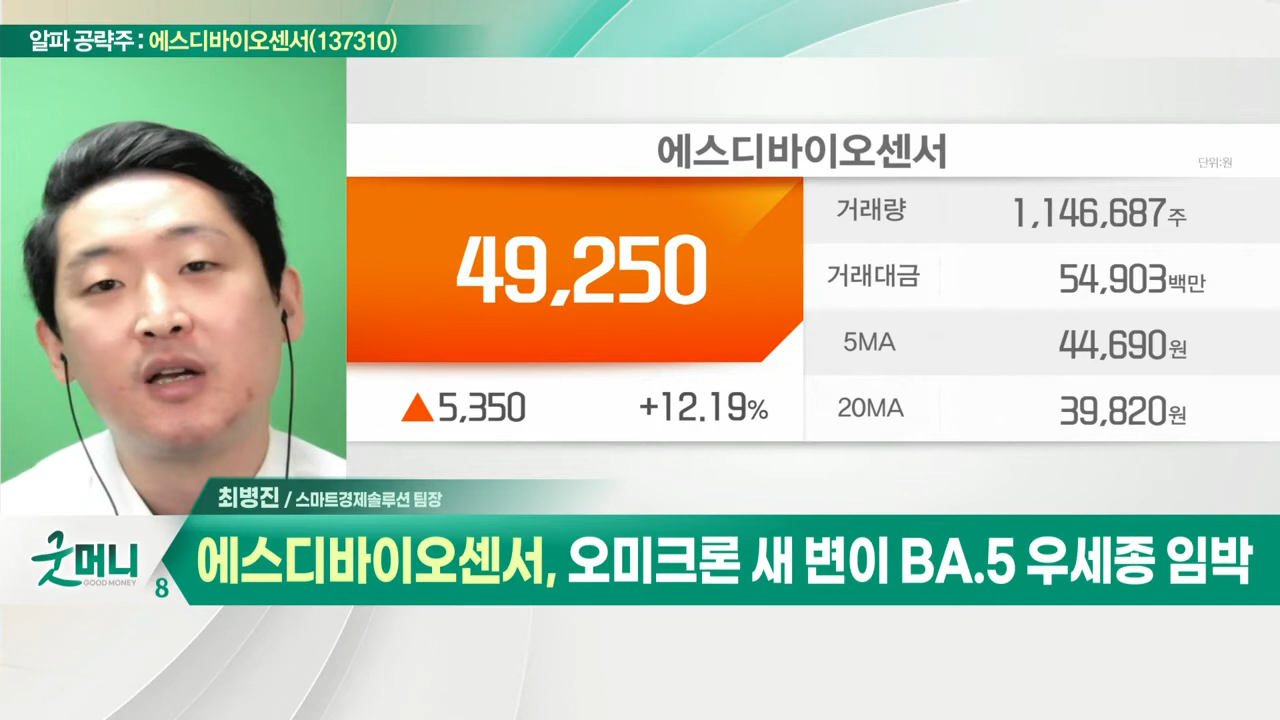 알파 공략주 : 에스디바이오센서(137310)
에스디바이오센서
단위:원
49,250
▲5,350 +12.19%
거래량 1,146,687주
거래대금 54,903백만
5MA 44,690원
20MA 39,820원
최병진 / 스마트경제솔루션 팀장
굿머니
GOOD MONEY
8
에스디바이오센서, 오미크론 새 변이 BA.5 우세종 임박